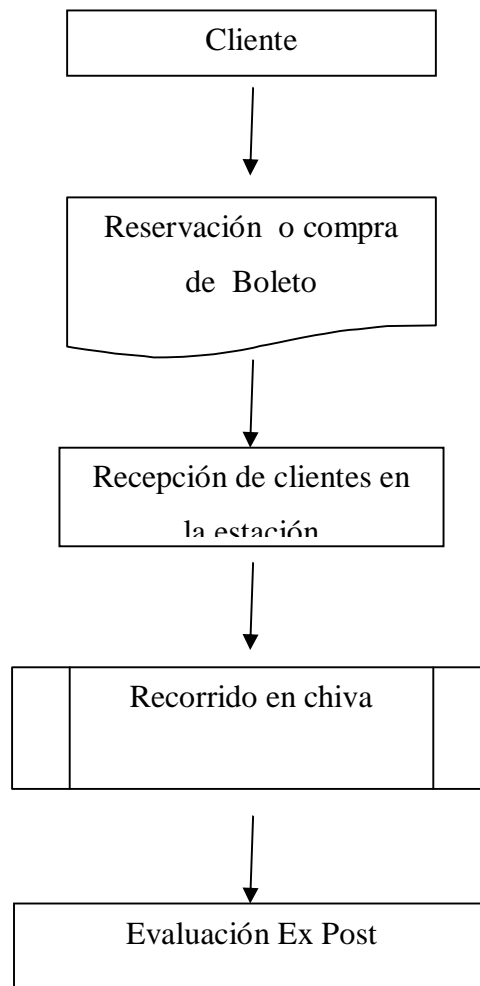 Cliente
Reservación o compra
de Boleto
Recepción de clientes en
la estación
Recorrido en chiva
Evaluación Ex Post